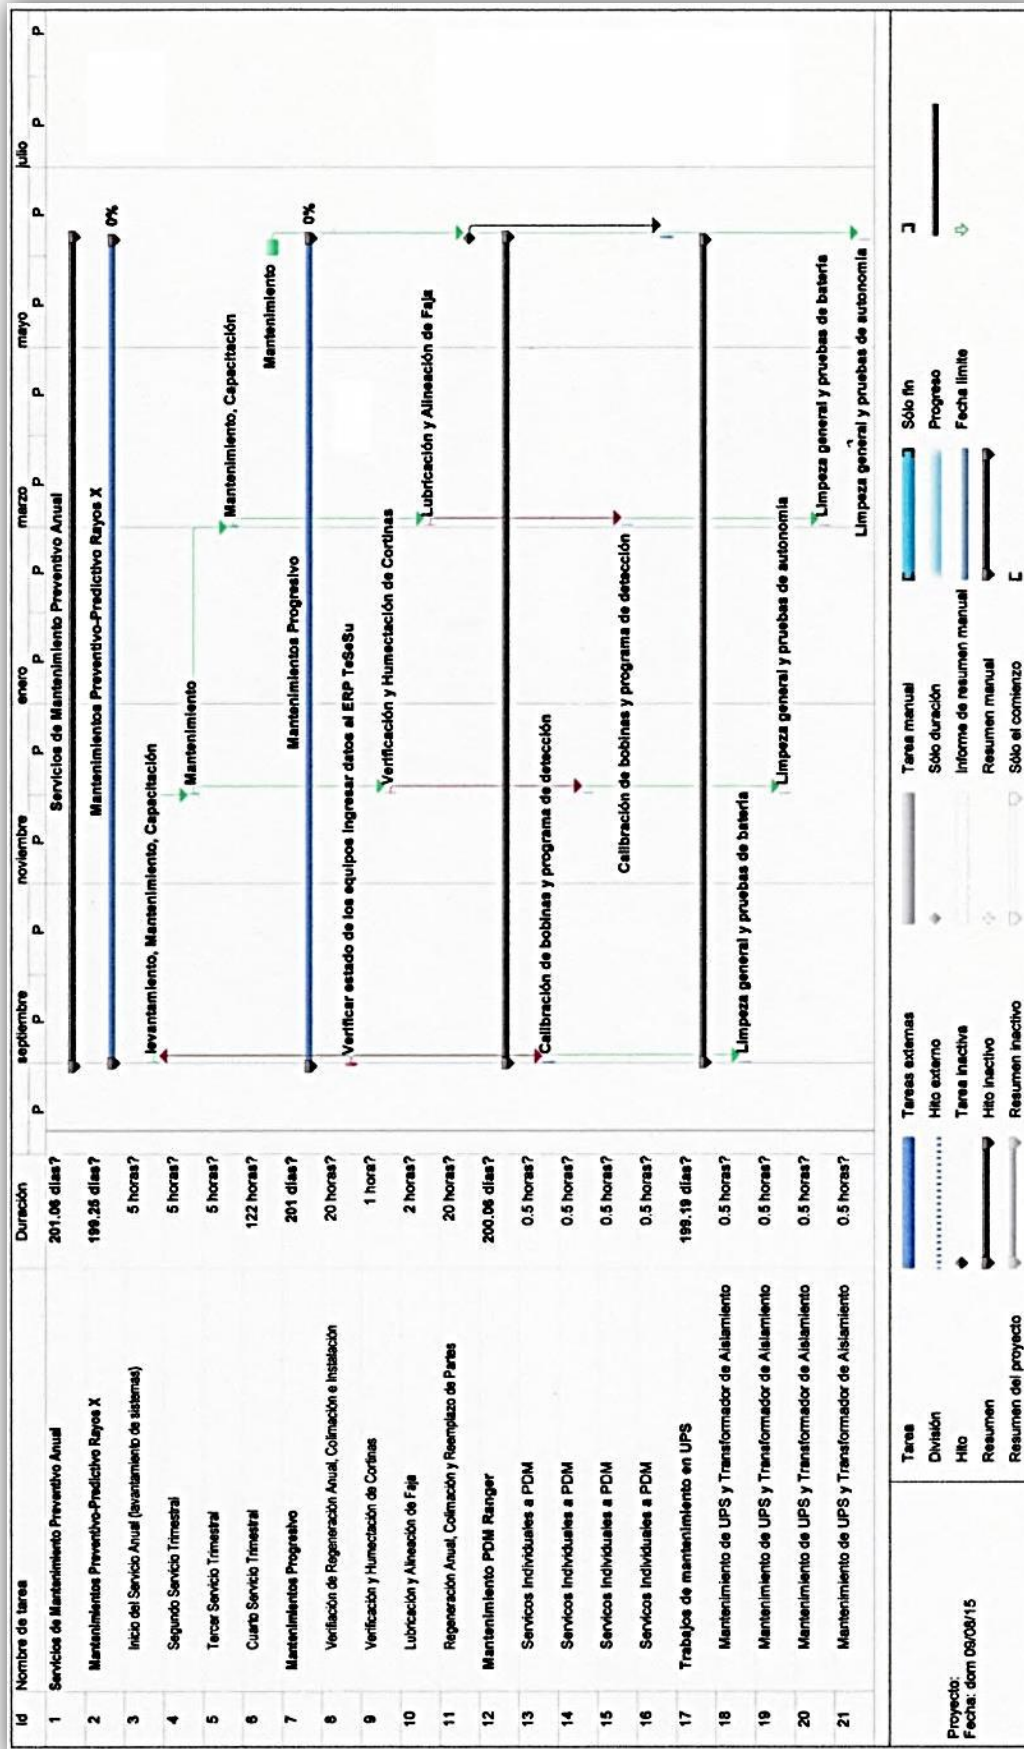 Id Nombre de tarea Duración septiembre noviembre enero marzo mayo julio
P P P P P P P P P P P P P
1 Servicios de Mantenimiento Preventivo Anual 201.06 días?
Servicios de Mantenimiento Preventivo Anual
2 Mantenimientos Preventivo-Predictivo Rayos X 199.25 días?
Mantenimientos Preventivo-Predictivo Rayos X 0%
3 Inicio del Servicio Anual (levantamiento de sistemas) 5 horas?
levantamiento, Mantenimiento, Capacitación
4 Segundo Servicio Trimestral 5 horas?
Mantenimiento
5 Tercer Servicio Trimestral 5 horas?
Mantenimiento, Capacitación
6 Cuarto Servicio Trimestral 122 horas?
Mantenimiento
7 Mantenimientos Progresivo 201 días?
Mantenimientos Progresivo 0%
8 Verifiación de Regeneración Anual, Colimación e Instalación 20 horas?
Verificar estado de los equipos Ingresar datos al ERP TeSeSu
9 Verificación y Humectación de Cortinas 1 hora?
Verificación y Humectación de Cortinas
10 Lubricación y Alineación de Faja 2 horas?
Lubricación y Alineación de Faja
11 Regeneración Anual, Colimación y Reemplazo de Partes 20 horas?
12 Mantenimiento PDM Ranger 200.06 días?
13 Servicos Individuales a PDM 0.5 horas?
Calibración de bobinas y programa de detección
14 Servicos Individuales a PDM 0.5 horas?
15 Servicos Individuales a PDM 0.5 horas?
Calibración de bobinas y programa de detección
16 Servicos Individuales a PDM 0.5 horas?
17 Trabajos de mantenimiento en UPS 199.19 días?
18 Mantenimiento de UPS y Transformador de Aislamiento 0.5 horas?
Limpeza general y pruebas de batería
19 Mantenimiento de UPS y Transformador de Aislamiento 0.5 horas?
Limpeza general y pruebas de autonomía
20 Mantenimiento de UPS y Transformador de Aislamiento 0.5 horas?
Limpeza general y pruebas de batería
21 Mantenimiento de UPS y Transformador de Aislamiento 0.5 horas?
Limpeza general y pruebas de autonomía
Proyecto:
Fecha: dom 09/08/15
Tarea Tareas externas Tarea manual Sólo fin
División Hito externo Sólo duración Progreso
Hito Tarea inactiva Informe de resumen manual Fecha límite
Resumen Hito inactivo Resumen manual
Resumen del proyecto Resumen inactivo Sólo el comienzo